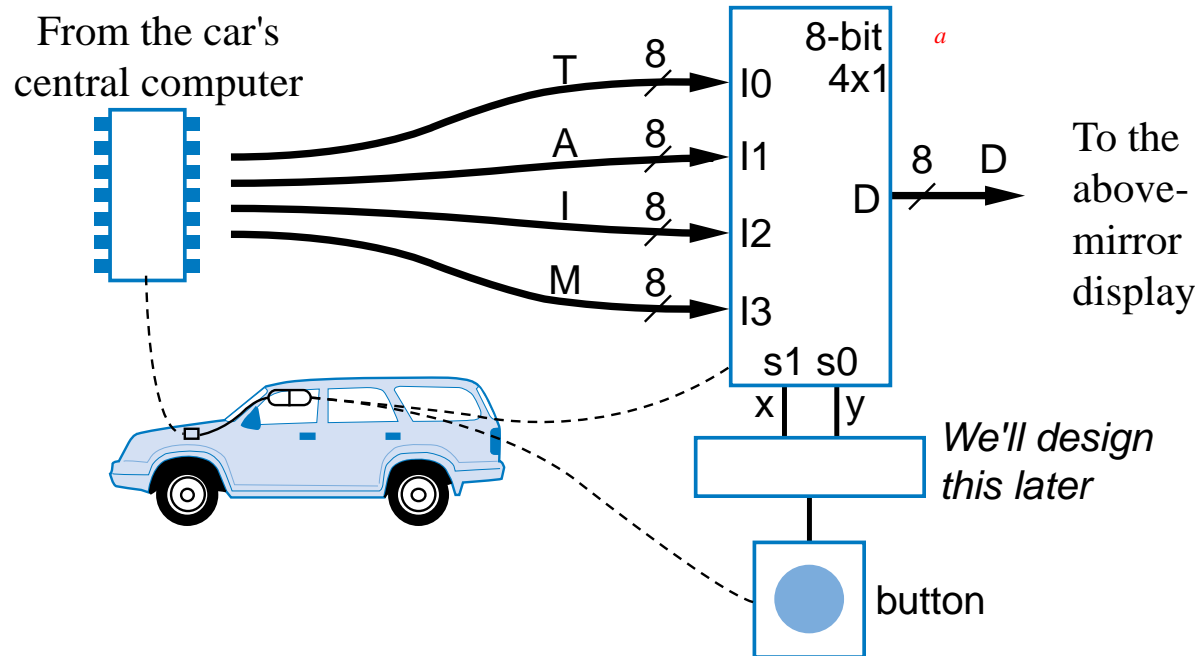 From the car's
central computer
T
8
A
8
I
8
M
8
I0
I1
I2
I3
8-bit
4x1
a
D
s1 s0
8 D
To the
above-
mirror
display
x
y
We'll design
this later
button